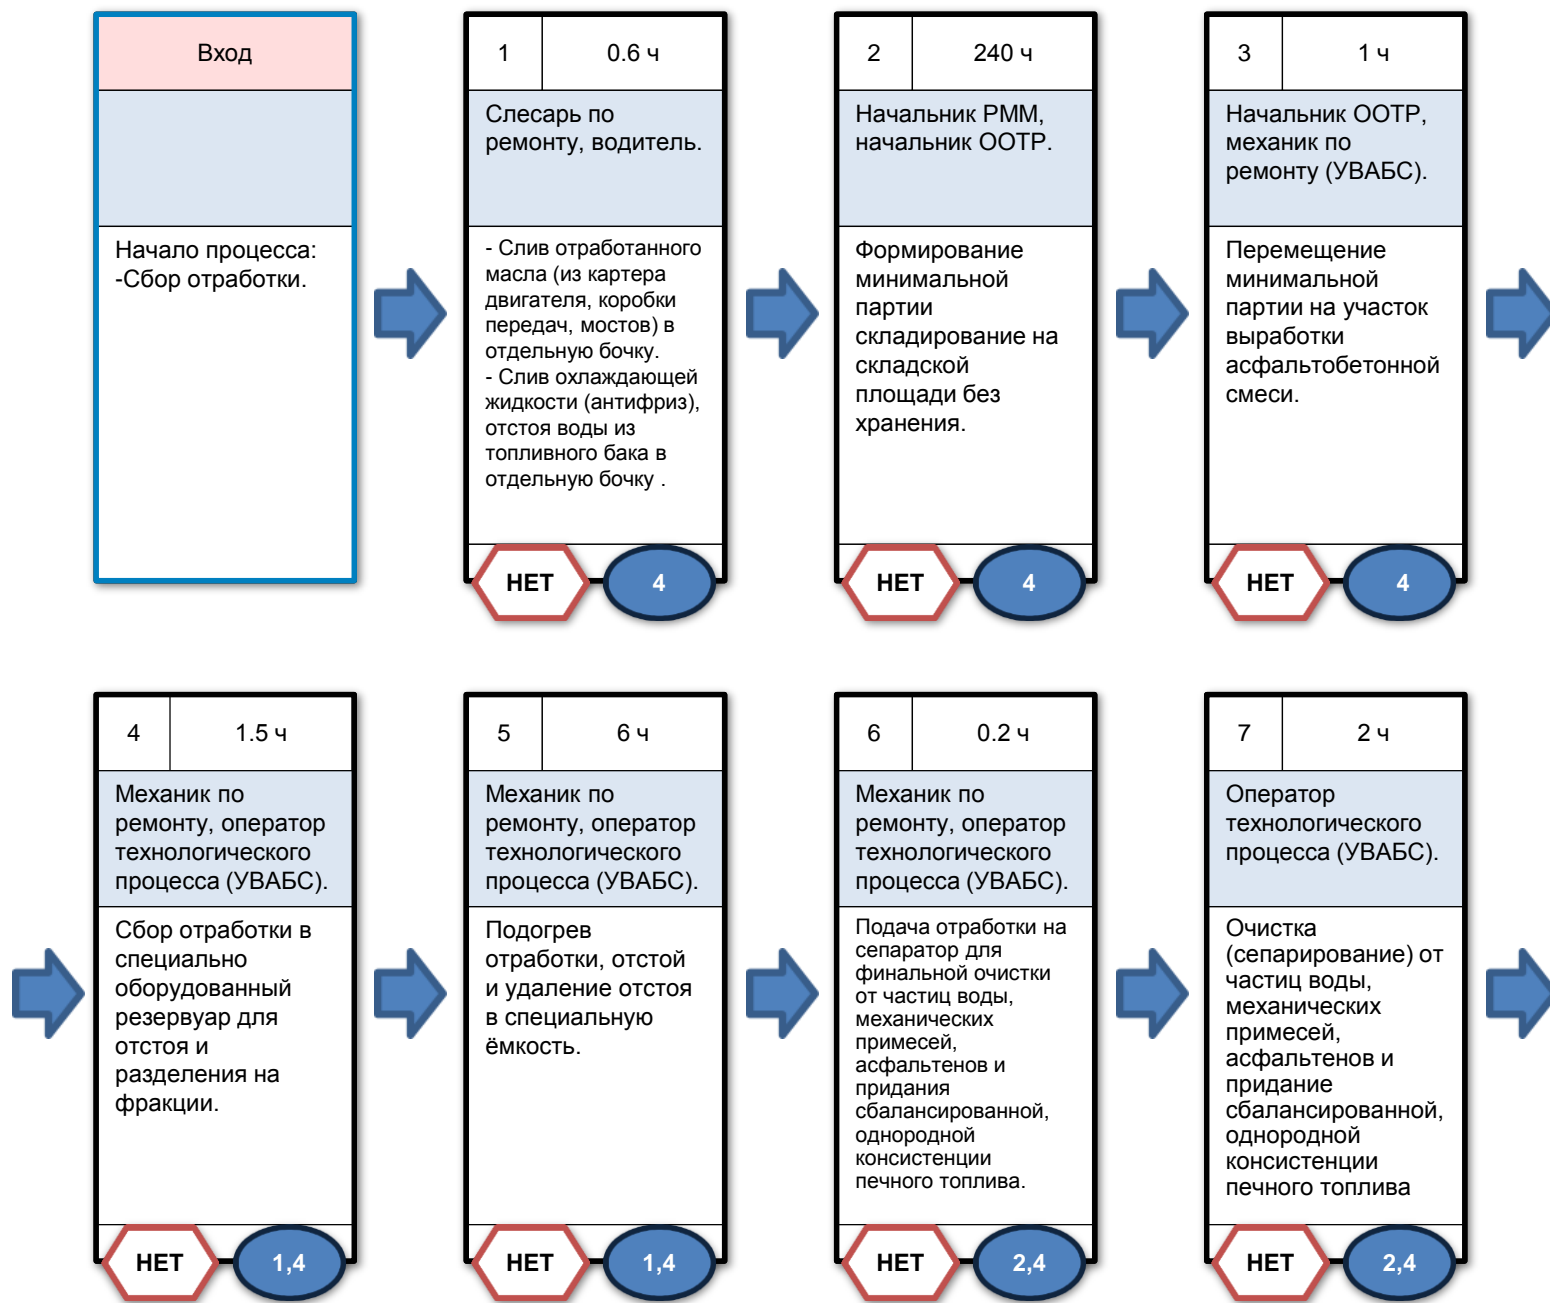 Вход
Начало процесса:
-Сбор отработки.
1
0.6 ч
Слесарь по
ремонту, водитель.
- Слив отработанного
масла (из картера
двигателя, коробки
передач, мостов) в
отдельную бочку.
- Слив охлаждающей
жидкости (антифриз),
отстоя воды из
топливного бака в
отдельную бочку .
НЕТ
4
2
240 ч
Начальник РММ,
начальник ООТР.
Формирование
минимальной
партии
складирование на
складской
площади без
хранения.
НЕТ
4
3
1 ч
Начальник ООТР,
механик по
ремонту (УВАБС).
Перемещение
минимальной
партии на участок
выработки
асфальтобетонной
смеси.
НЕТ
4
4
1.5 ч
Механик по
ремонту, оператор
технологического
процесса (УВАБС).
Сбор отработки в
специально
оборудованный
резервуар для
отстоя и
разделения на
фракции.
НЕТ
1,4
5
6 ч
Механик по
ремонту, оператор
технологического
процесса (УВАБС).
Подогрев
отработки, отстой
и удаление отстоя
в специальную
ёмкость.
НЕТ
1,4
6
0.2 ч
Механик по
ремонту, оператор
технологического
процесса (УВАБС).
Подача отработки на
сепаратор для
финальной очистки
от частиц воды,
механических
примесей,
асфальтенов и
придания
сбалансированной,
однородной
консистенции
печного топлива.
НЕТ
2,4
7
2 ч
Оператор
технологического
процесса (УВАБС).
Очистка
(сепарирование) от
частиц воды,
механических
примесей,
асфальтенов и
придание
сбалансированной,
однородной
консистенции
печного топлива
НЕТ
2,4